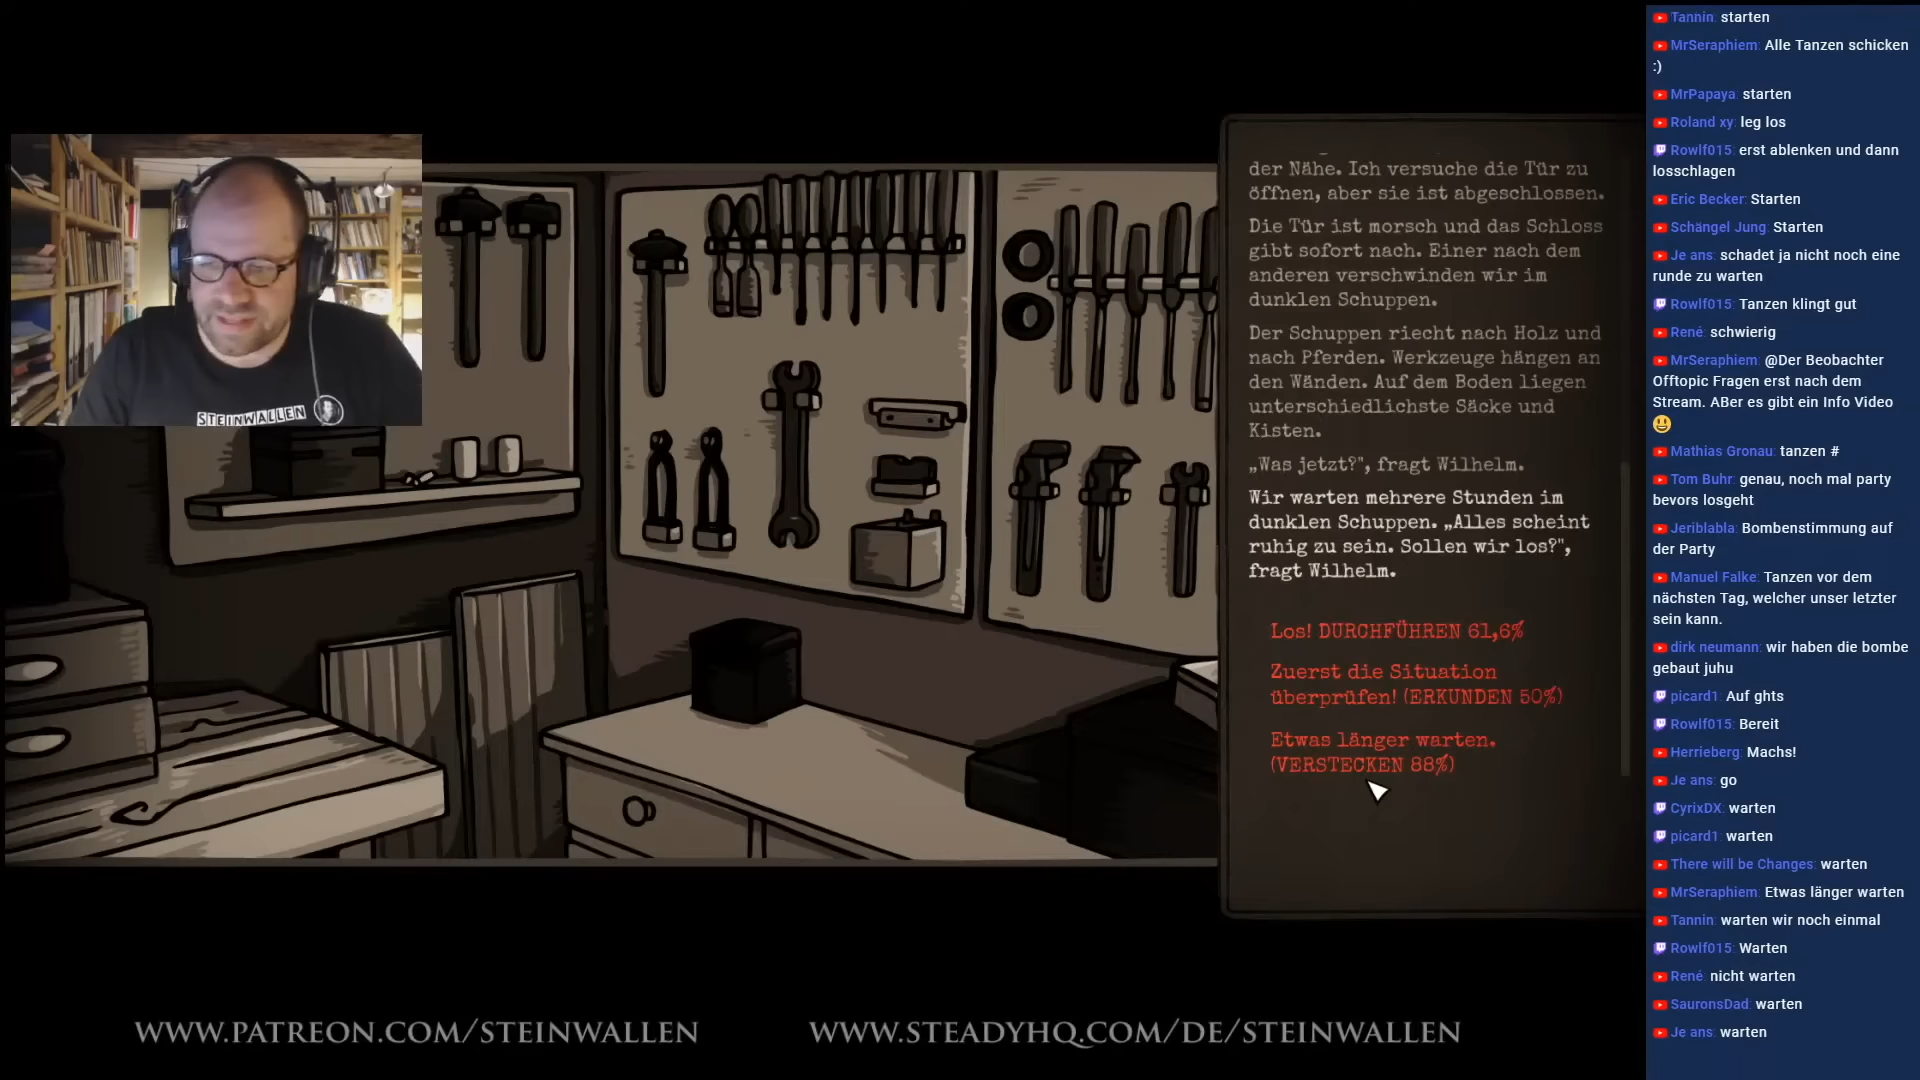 STEINWALLEN
der Nähe. Ich versuche die Tür zu
öffnen, aber sie ist abgeschlossen.
Die Tür ist morsch und das Schloss
gibt sofort nach. Einer nach dem
anderen verschwinden wir im
dunklen Schuppen.
Der Schuppen riecht nach Holz und
nach Pferden. Werkzeuge hängen an
den Wänden. Auf dem Boden liegen
unterschiedlichste Säcke und
Kisten.
„Was jetzt?", fragt Wilhelm.
Wir warten mehrere Stunden im
dunklen Schuppen. „Alles scheint
ruhig zu sein. Sollen wir los?",
fragt Wilhelm.
Los! DURCHFÜHREN 61,6%
Zuerst die Situation
überprüfen! (ERKUNDEN 50%)
Etwas länger warten.
(VERSTECKEN 88%)
WWW.PATREON.COM/STEINWALLEN
WWW.STEADYHQ.COM/DE/STEINWALLEN
Tannin: starten
MrSeraphiem: Alle Tanzen schicken
:)
MrPapaya: starten
Roland xy: leg los
Rowlf015: erst ablenken und dann
losschlagen
Eric Becker: Starten
Schängel Jung: Starten
Je ans: schadet ja nicht noch eine
runde zu warten
Rowlf015: Tanzen klingt gut
René: schwierig
MrSeraphiem: @Der Beobachter
Offtopic Fragen erst nach dem
Stream. ABer es gibt ein Info Video
😃
Mathias Gronau: tanzen #
Tom Buhr: genau, noch mal party
bevors losgeht
Jeriblabla: Bombenstimmung auf
der Party
Manuel Falke: Tanzen vor dem
nächsten Tag, welcher unser letzter
sein kann.
dirk neumann: wir haben die bombe
gebaut juhu
picard1: Auf ghts
Rowlf015: Bereit
Herrieberg: Machs!
Je ans: go
CyrixDX: warten
picard1: warten
There will be Changes: warten
MrSeraphiem: Etwas länger warten
Tannin: warten wir noch einmal
Rowlf015: Warten
René: nicht warten
SauronsDad: warten
Je ans: warten